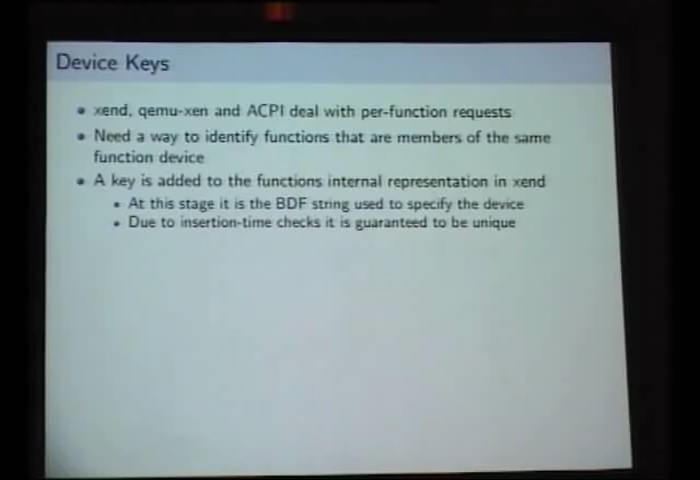 Device Keys
• xend, qemu-xen and ACPI deal with per-function requests
• Need a way to identify functions that are members of the same
function device
• A key is added to the functions internal representation in xend
• At this stage it is the BDF string used to specify the device
• Due to insertion-time checks it is guaranteed to be unique